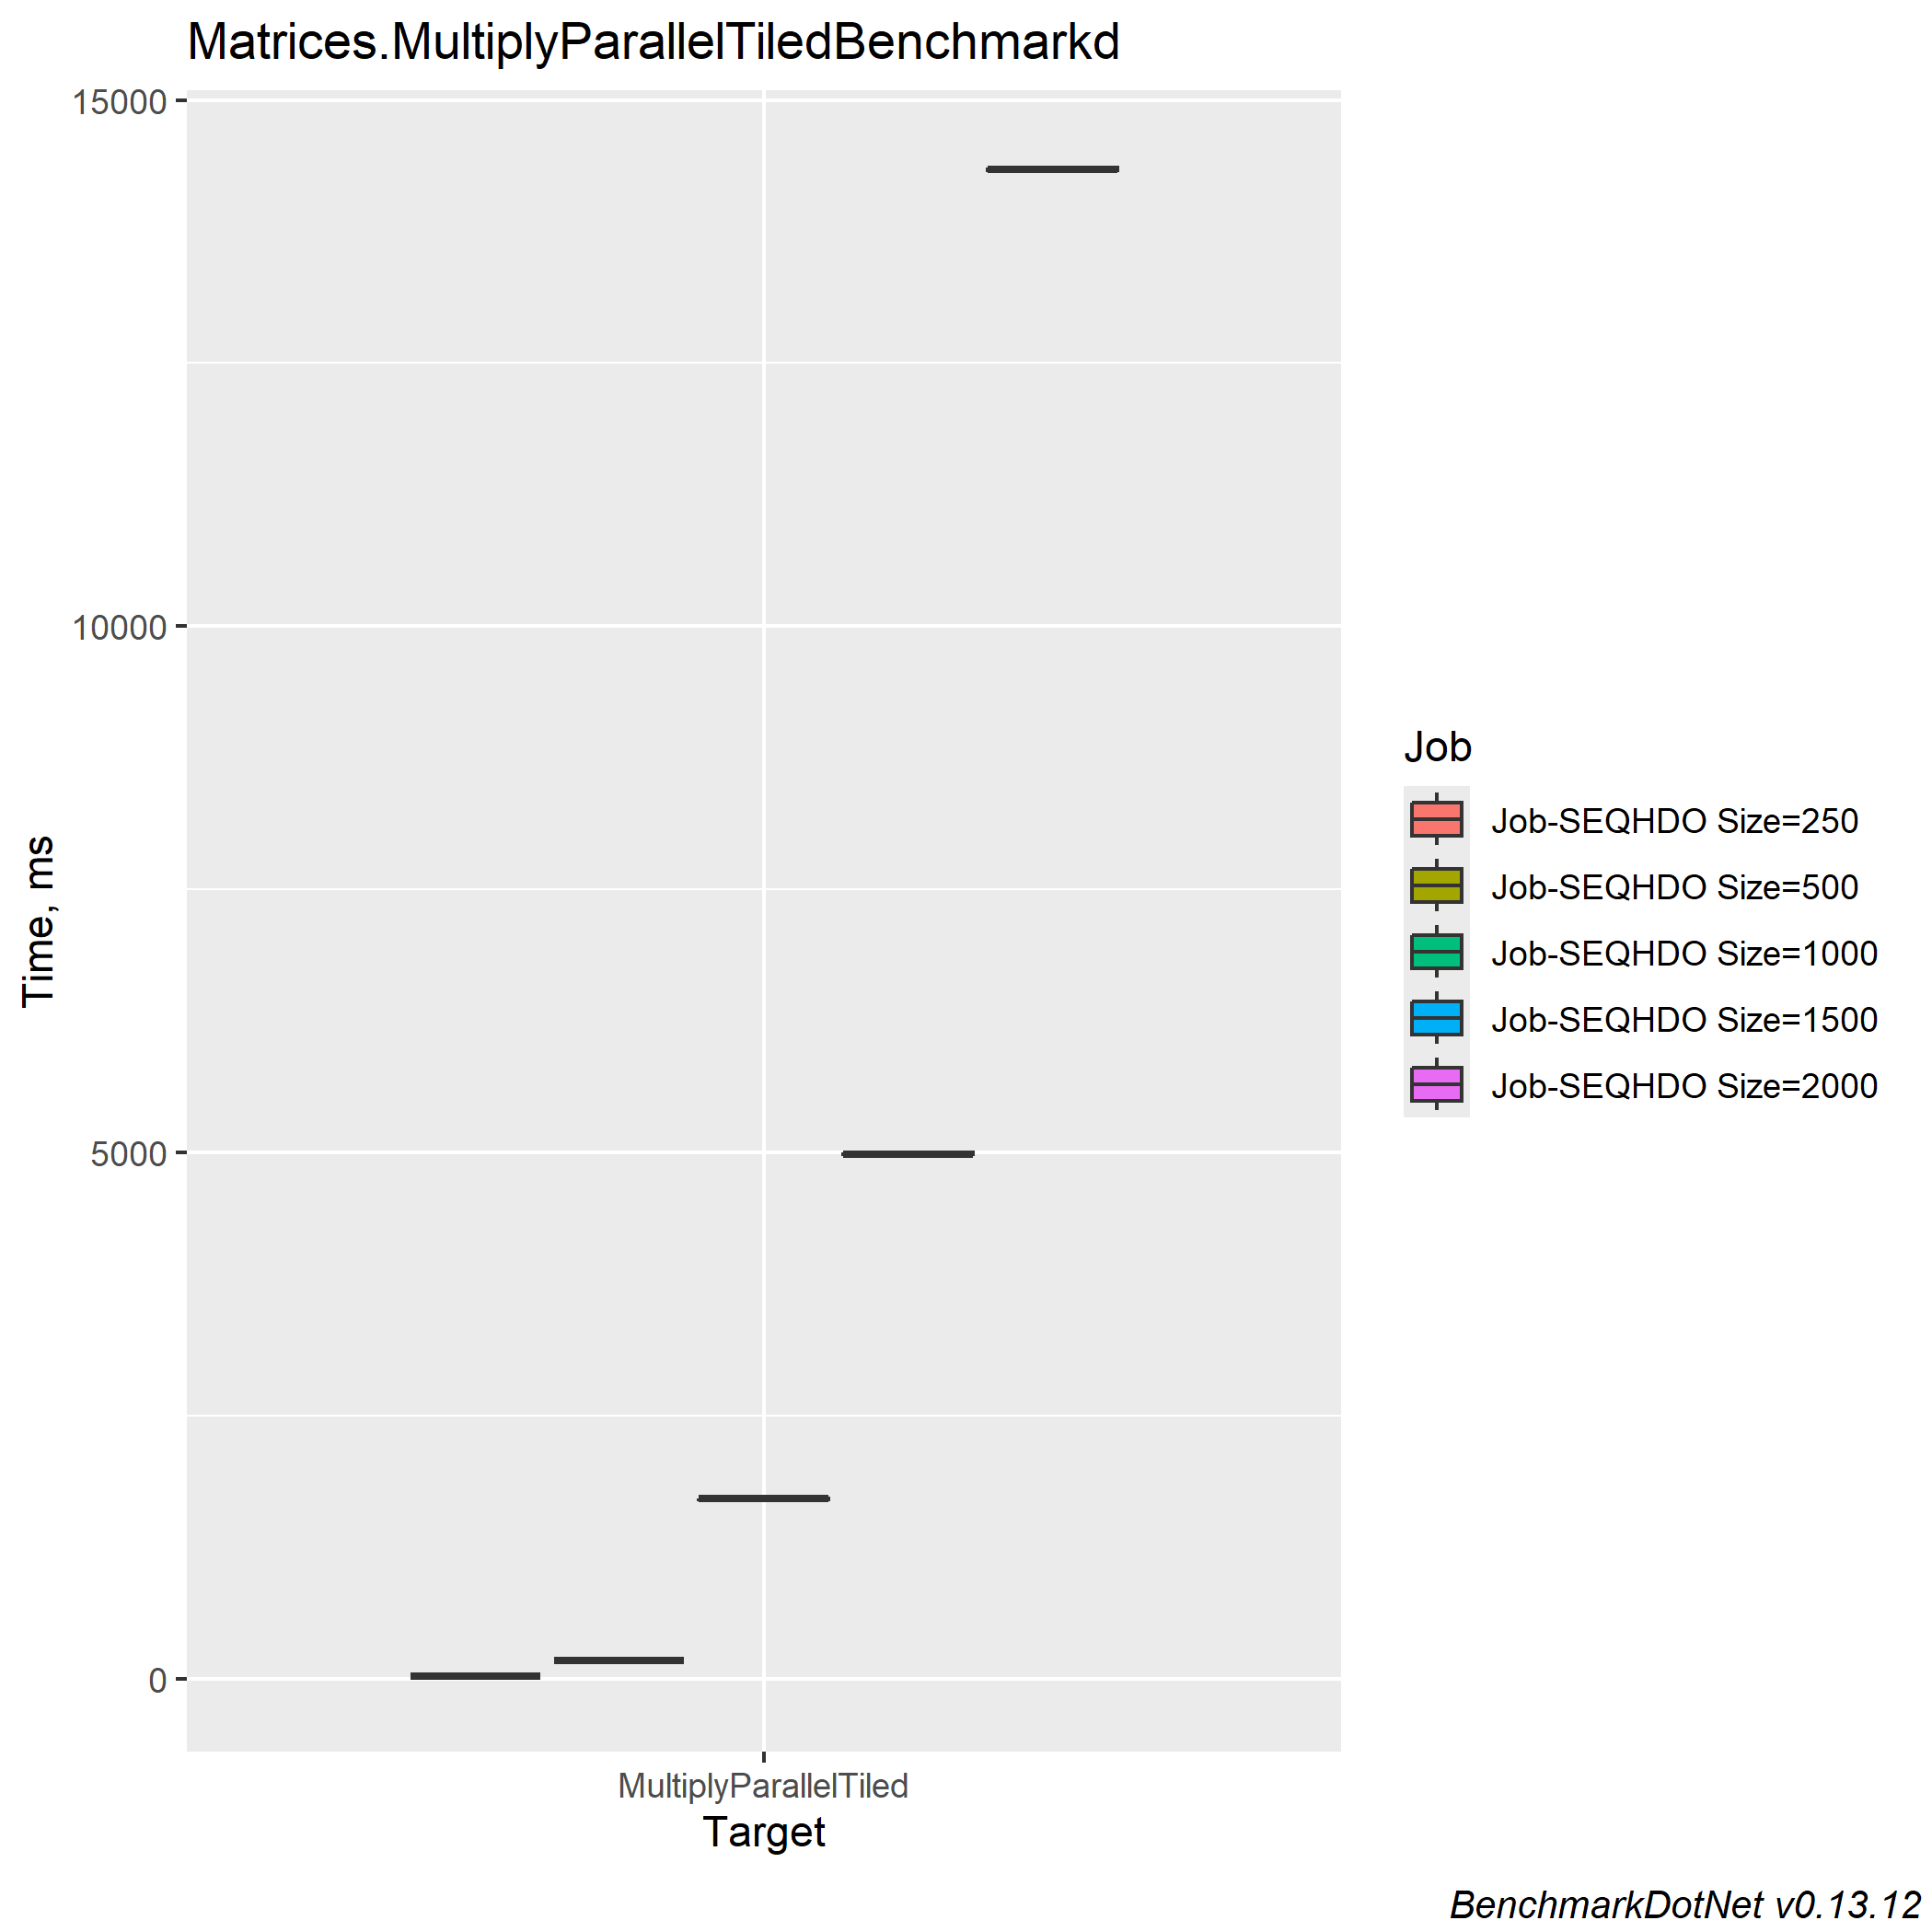 Matrices.MultiplyParallelTiledBenchmarkd
15000
10000
5000
0
Time, ms
MultiplyParallelTiled
Target
Job
Job-SEQHDO Size=250
Job-SEQHDO Size=500
Job-SEQHDO Size=1000
Job-SEQHDO Size=1500
Job-SEQHDO Size=2000
BenchmarkDotNet v0.13.12